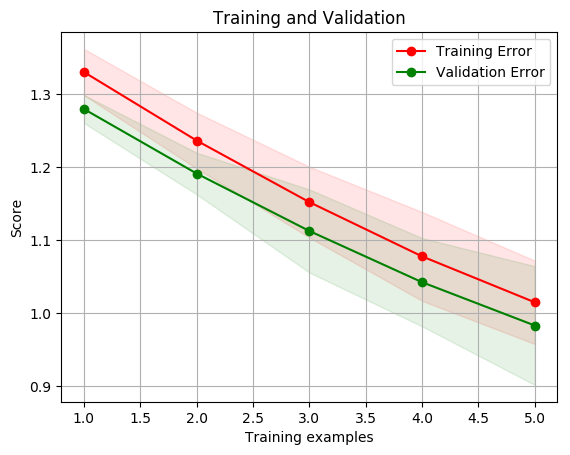 Training and Validation
Training Error
Validation Error
Score
1.3
1.2
1.1
1.0
0.9
1.0 1.5 2.0 2.5 3.0 3.5 4.0 4.5 5.0
Training examples